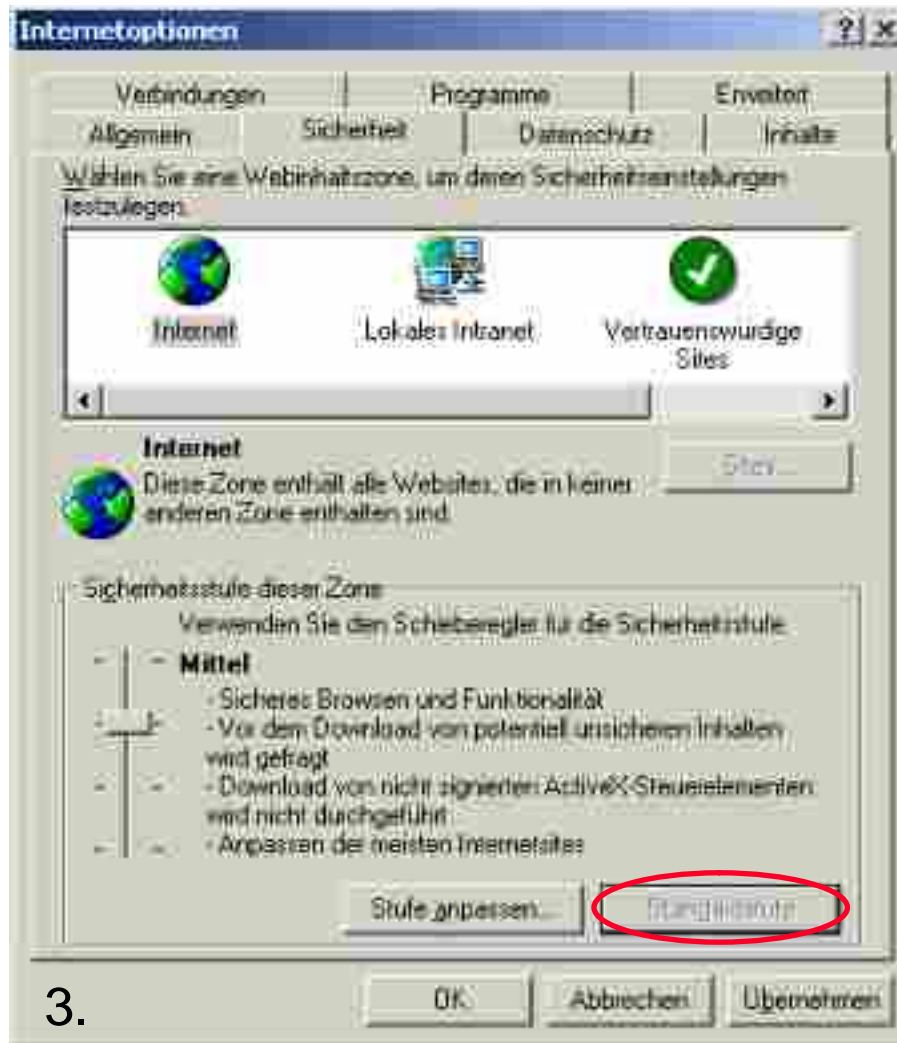 Internetoptionen
Verbindungen Programme Erweitert
Allgemein Sicherheit Datenschutz Inhalte
Wählen Sie eine Webinhaltszone, um deren Sicherheitseinstellungen
festzulegen.
Internet Lokales Intranet Vertrauenswürdige
Sites
Internet
Diese Zone enthält alle Websites, die in keiner
anderen Zone enthalten sind.
Sites...
Sicherheitsstufe dieser Zone
Verwenden Sie den Schieberegler für die Sicherheitsstufe
Mittel
- Sicheres Browsen und Funktionalität
- Vor dem Download von potentiell unsicheren Inhalten
wird gefragt
- Download von nicht signierten ActiveX-Steuerelementen
wird nicht durchgeführt
- Anpassen der meisten Internetsites
Stufe anpassen... Standardstufe
3.
OK Abbrechen Übernehmen